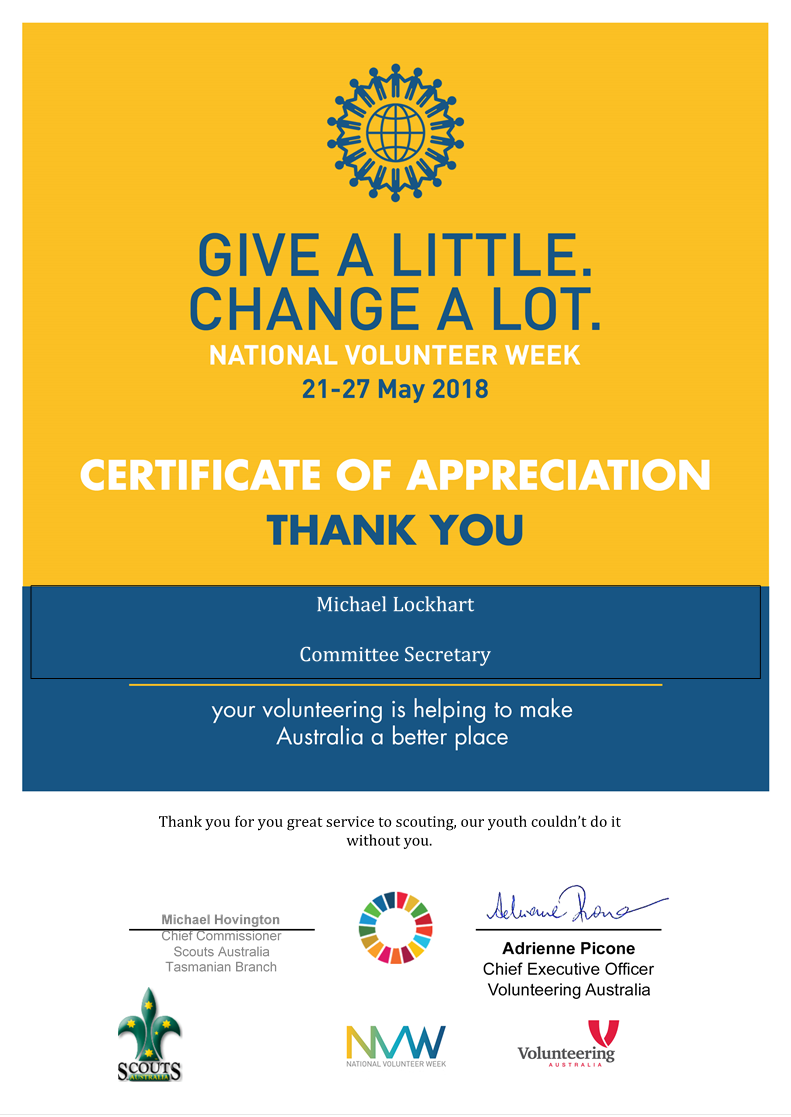 GIVE A LITTLE.
CHANGE A LOT.
NATIONAL VOLUNTEER WEEK
21-27 May 2018
CERTIFICATE OF APPRECIATION
THANK YOU
Michael Lockhart
Committee Secretary
your volunteering is helping to make
Australia a better place
Thank you for you great service to scouting, our youth couldn’t do it
without you.
Michael Hovington
Chief Commissioner
Scouts Australia
Tasmanian Branch
Adrienne Picone
Adrienne Picone
Chief Executive Officer
Volunteering Australia
SCOUTS
AUSTRALIA
NVW
NATIONAL VOLUNTEER WEEK
Volunteering
AUSTRALIA